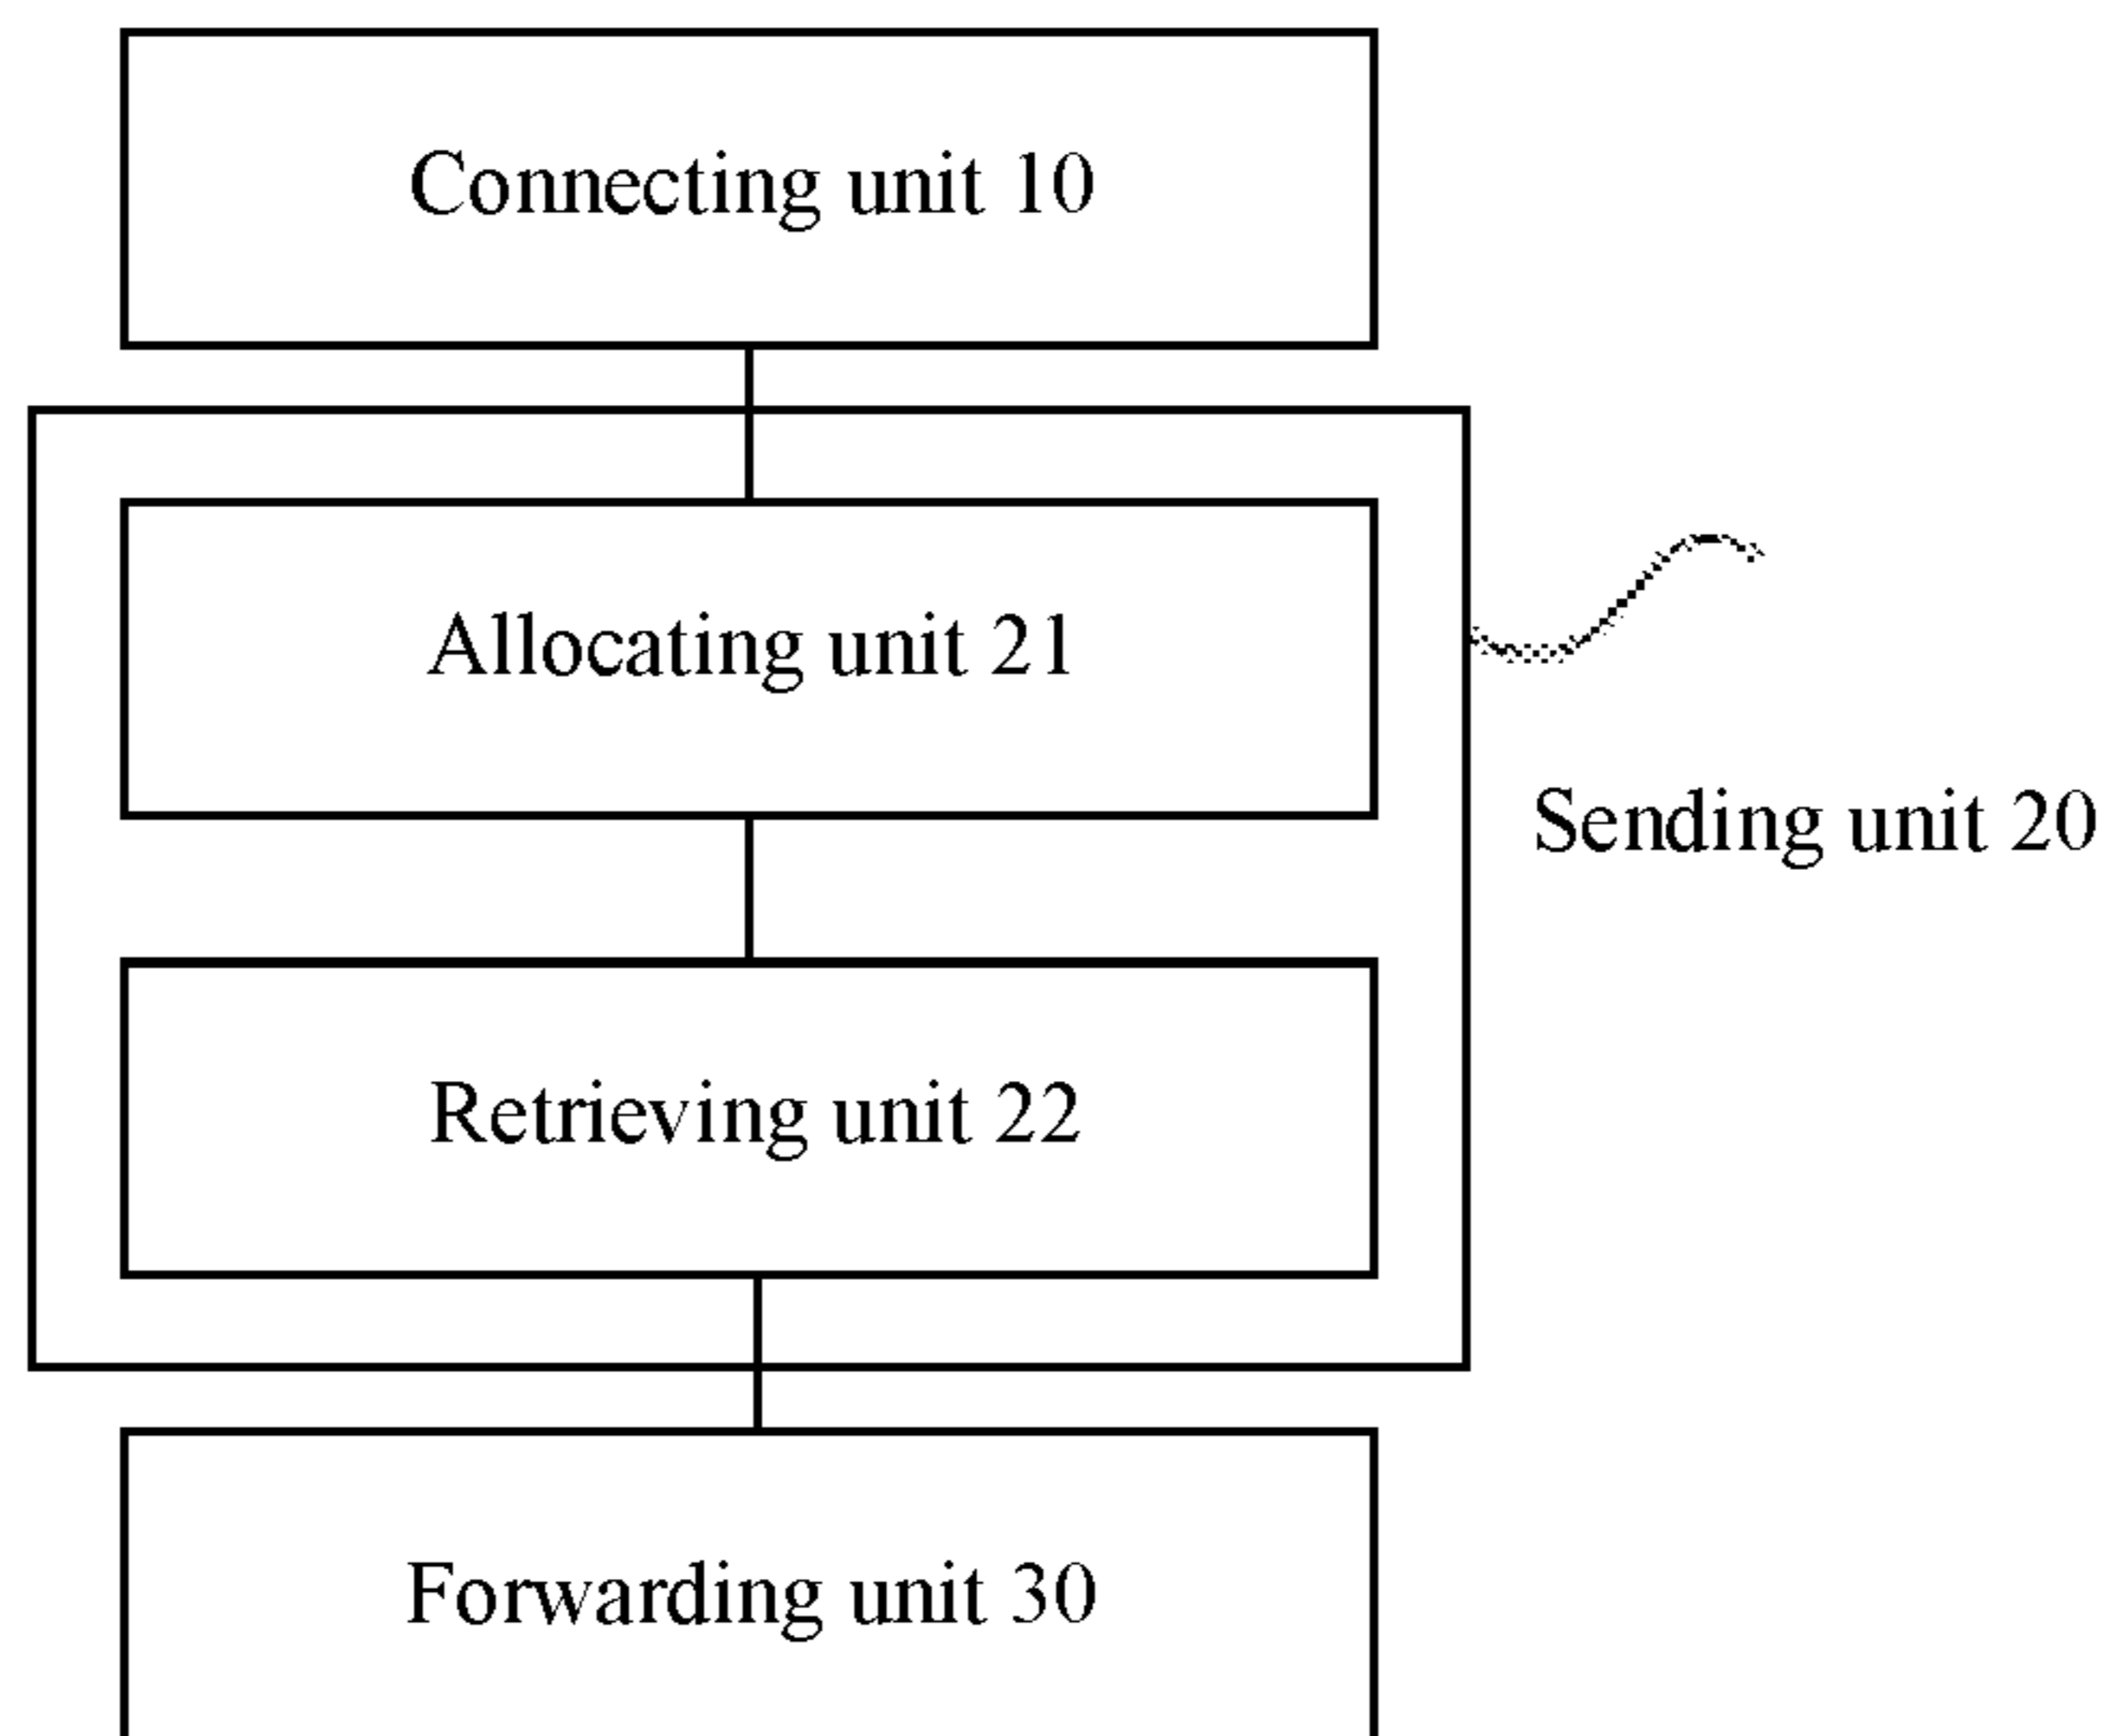 Connecting unit 10
Allocating unit 21
Sending unit 20
Retrieving unit 22
Forwarding unit 30